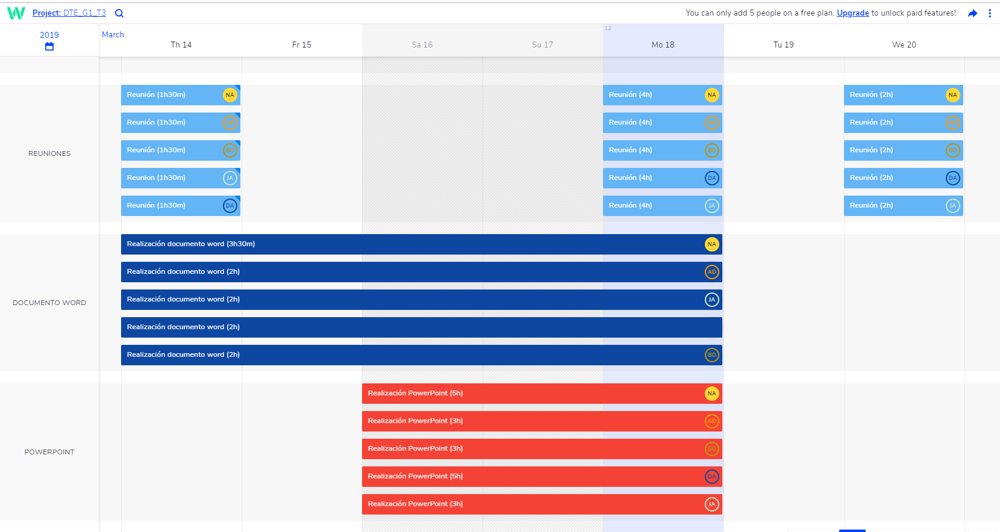 Project: DTE_G1_T3
You can only add 5 people on a free plan. Upgrade to unlock paid features!
2019
March
12
Th 14
Fr 15
Sa 16
Su 17
Mo 18
Tu 19
We 20
REUNIONES
Reunión (1h30m) NA
Reunión (4h) NA
Reunión (2h) NA
Reunión (1h30m) AD
Reunión (4h) AD
Reunión (2h) AD
Reunión (1h30m) BO
Reunión (4h) BO
Reunión (2h) BO
Reunion (1h30m) JA
Reunión (4h) DA
Reunión (2h) DA
Reunión (1h30m) DA
Reunión (4h) JA
Reunión (2h) JA
DOCUMENTO WORD
Realización documento word (3h30m) NA
Realización documento word (2h) AD
Realización documento word (2h) JA
Realización documento word (2h)
Realización documento word (2h) BO
POWERPOINT
Realización PowerPoint (5h) NA
Realización PowerPoint (3h) AD
Realización PowerPoint (3h) BO
Realización PowerPoint (5h) DA
Realización PowerPoint (3h) JA